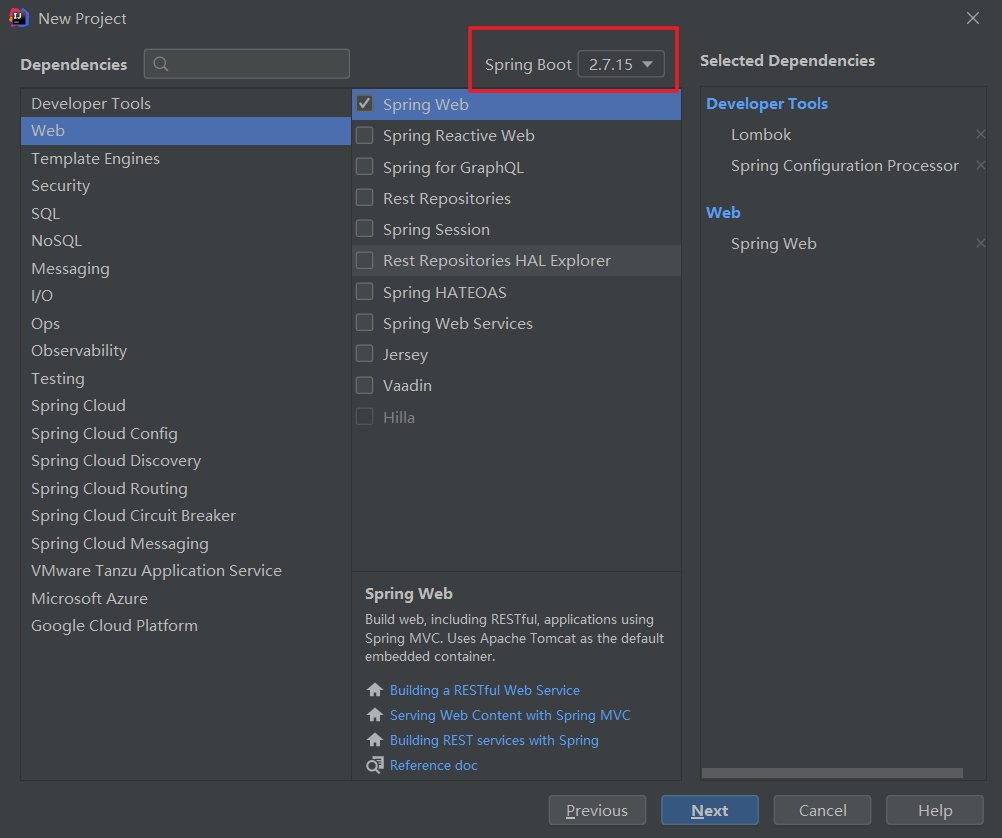 New Project
Dependencies
Spring Boot 2.7.15
Selected Dependencies
Developer Tools
Web
Template Engines
Security
SQL
NoSQL
Messaging
I/O
Ops
Observability
Testing
Spring Cloud
Spring Cloud Config
Spring Cloud Discovery
Spring Cloud Routing
Spring Cloud Circuit Breaker
Spring Cloud Messaging
VMware Tanzu Application Service
Microsoft Azure
Google Cloud Platform
Spring Web
Spring Reactive Web
Spring for GraphQL
Rest Repositories
Spring Session
Rest Repositories HAL Explorer
Spring HATEOAS
Spring Web Services
Jersey
Vaadin
Hilla
Spring Web
Build web, including RESTful, applications using
Spring MVC. Uses Apache Tomcat as the default
embedded container.
Building a RESTful Web Service
Serving Web Content with Spring MVC
Building REST services with Spring
Reference doc
Developer Tools
Lombok
Spring Configuration Processor
Web
Spring Web
Previous
Next
Cancel
Help